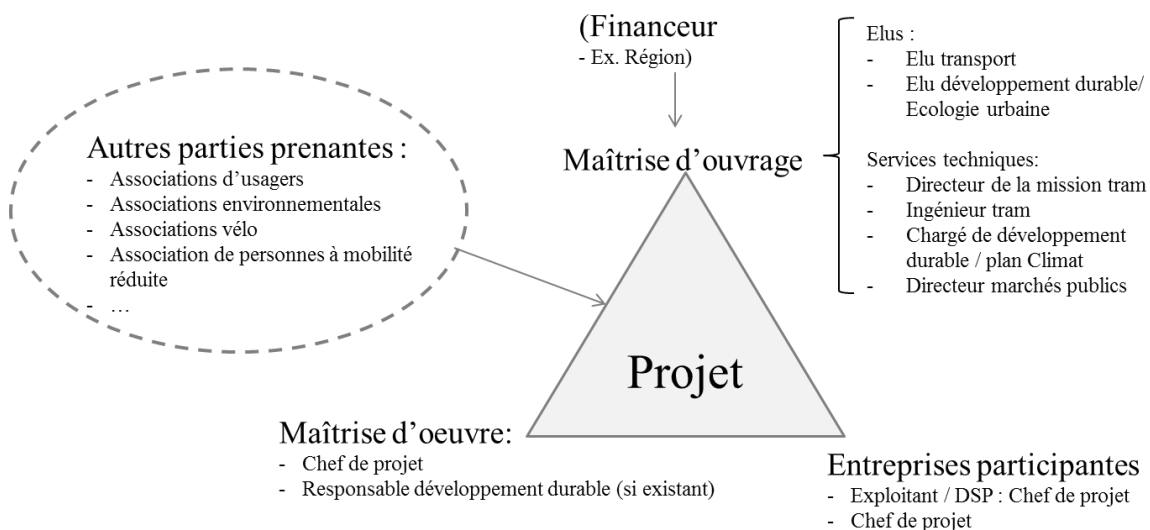 (Financeur
- Ex. Région)
Elus :
- Elu transport
- Elu développement durable/
Ecologie urbaine
Services techniques:
- Directeur de la mission tram
- Ingénieur tram
- Chargé de développement
durable / plan Climat
- Directeur marchés publics
Maîtrise d'ouvrage
Autres parties prenantes :
- Associations d'usagers
- Associations environnementales
- Associations vélo
- Association de personnes à mobilité
réduite
- …
Projet
Maîtrise d'oeuvre:
- Chef de projet
- Responsable développement durable (si existant)
Entreprises participantes
- Exploitant / DSP : Chef de projet
- Chef de projet